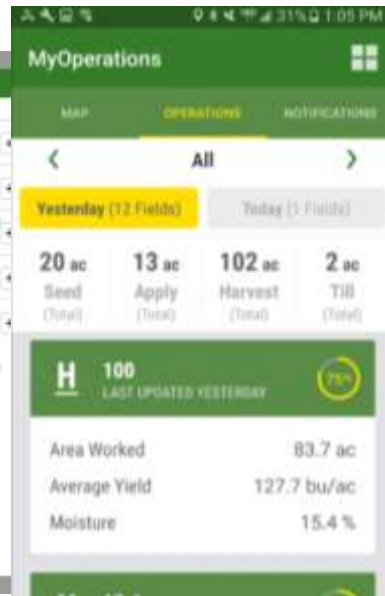 31% 1:05 PM
MyOperations
MAP OPERATIONS NOTIFICATIONS
All
Yesterday (12 Fields) Today (1 Fields)
20 ac 13 ac 102 ac 2 ac
Seed Apply Harvest Till
(Total) (Total) (Total) (Total)
H 100
LAST UPDATED YESTERDAY
Area Worked 83.7 ac
Average Yield 127.7 bu/ac
Moisture 15.4 %